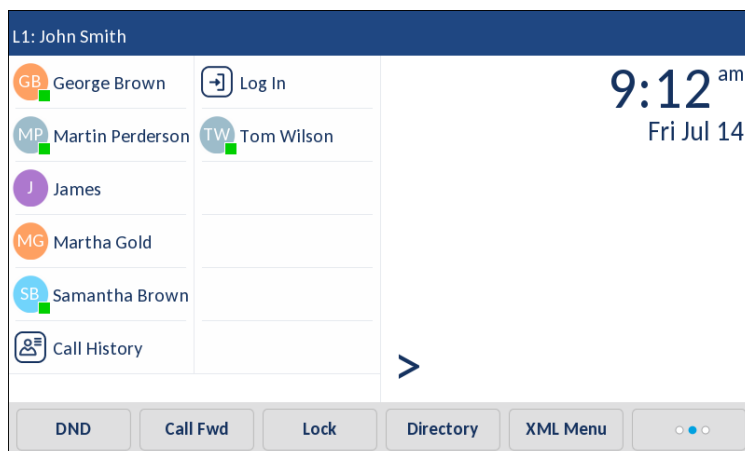 L1: John Smith
GB George Brown
MP Martin Perderson
J James
MG Martha Gold
SB Samantha Brown
Call History
Log In
TW Tom Wilson
9:12 am
Fri Jul 14
>
DND Call Fwd Lock Directory XML Menu